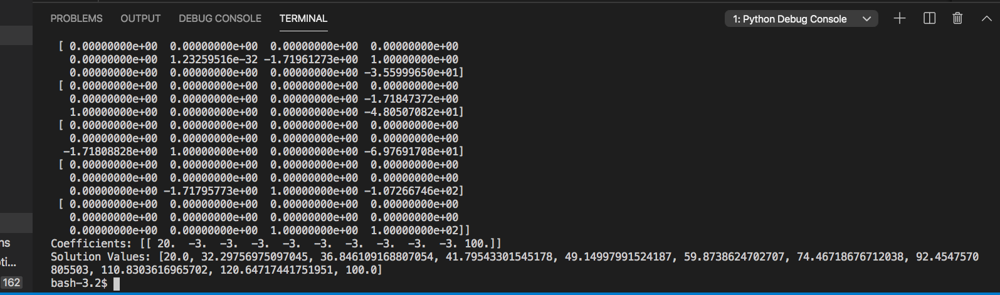 PROBLEMS OUTPUT DEBUG CONSOLE TERMINAL 1: Python Debug Console
[ 0.00000000e+00 0.00000000e+00 0.00000000e+00 0.00000000e+00
0.00000000e+00 1.23259516e-32 -1.71961273e+00 1.00000000e+00
0.00000000e+00 0.00000000e+00 0.00000000e+00 -3.55999650e+01]
[ 0.00000000e+00 0.00000000e+00 0.00000000e+00 0.00000000e+00
0.00000000e+00 0.00000000e+00 0.00000000e+00 -1.71847372e+00
1.00000000e+00 0.00000000e+00 0.00000000e+00 -4.80507082e+01]
[ 0.00000000e+00 0.00000000e+00 0.00000000e+00 0.00000000e+00
0.00000000e+00 0.00000000e+00 0.00000000e+00 0.00000000e+00
-1.71808828e+00 1.00000000e+00 0.00000000e+00 -6.97691708e+01]
[ 0.00000000e+00 0.00000000e+00 0.00000000e+00 0.00000000e+00
0.00000000e+00 0.00000000e+00 0.00000000e+00 0.00000000e+00
0.00000000e+00 -1.71795773e+00 1.00000000e+00 -1.07266746e+02]
[ 0.00000000e+00 0.00000000e+00 0.00000000e+00 0.00000000e+00
0.00000000e+00 0.00000000e+00 0.00000000e+00 0.00000000e+00
0.00000000e+00 0.00000000e+00 1.00000000e+00 1.00000000e+02]]
ns
Coefficients: [[ 20. -3. -3. -3. -3. -3. -3. -3. -3. -3. 100.]]
Solution Values: [20.0, 32.29756975097045, 36.846109168807054, 41.79543301545178, 49.14997991524187, 59.8738624702707, 74.46718676712038, 92.4547570
ti...
805503, 110.8303616965702, 120.64717441751951, 100.0]
162
bash-3.2$